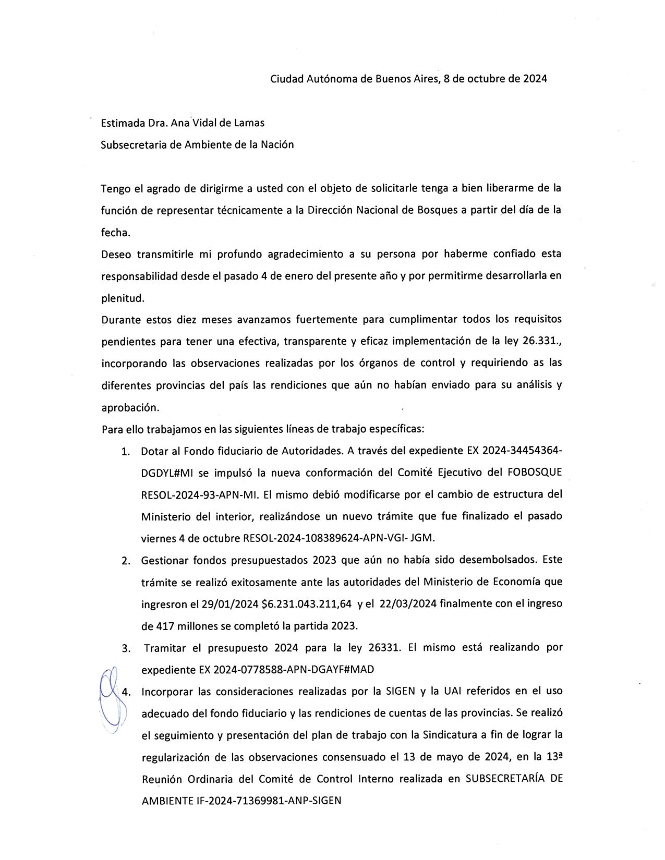 Ciudad Autónoma de Buenos Aires, 8 de octubre de 2024
Estimada Dra. Ana Vidal de Lamas
Subsecretaria de Ambiente de la Nación
Tengo el agrado de dirigirme a usted con el objeto de solicitarle tenga a bien liberarme de la
función de representar técnicamente a la Dirección Nacional de Bosques a partir del día de la
fecha.
Deseo transmitirle mi profundo agradecimiento a su persona por haberme confiado esta
responsabilidad desde el pasado 4 de enero del presente año y por permitirme desarrollarla en
plenitud.
Durante estos diez meses avanzamos fuertemente para cumplimentar todos los requisitos
pendientes para tener una efectiva, transparente y eficaz implementación de la ley 26.331.,
incorporando las observaciones realizadas por los órganos de control y requiriendo as las
diferentes provincias del país las rendiciones que aún no habían enviado para su análisis y
aprobación.
Para ello trabajamos en las siguientes líneas de trabajo específicas:
1. Dotar al Fondo fiduciario de Autoridades. A través del expediente EX 2024-34454364-
DGDYL#MI se impulsó la nueva conformación del Comité Ejecutivo del FOBOSQUE
RESOL-2024-93-APN-MI. El mismo debió modificarse por el cambio de estructura del
Ministerio del interior, realizándose un nuevo trámite que fue finalizado el pasado
viernes 4 de octubre RESOL-2024-108389624-APN-VGI- JGM.
2. Gestionar fondos presupuestados 2023 que aún no había sido desembolsados. Este
trámite se realizó exitosamente ante las autoridades del Ministerio de Economía que
ingresron el 29/01/2024 $6.231.043.211,64 y el 22/03/2024 finalmente con el ingreso
de 417 millones se completó la partida 2023.
3. Tramitar el presupuesto 2024 para la ley 26331. El mismo está realizando por
expediente EX 2024-0778588-APN-DGAYF#MAD
4. Incorporar las consideraciones realizadas por la SIGEN y la UAI referidos en el uso
adecuado del fondo fiduciario y las rendiciones de cuentas de las provincias. Se realizó
el seguimiento y presentación del plan de trabajo con la Sindicatura a fin de lograr la
regularización de las observaciones consensuado el 13 de mayo de 2024, en la 13ª
Reunión Ordinaria del Comité de Control Interno realizada en SUBSECRETARÍA DE
AMBIENTE IF-2024-71369981-ANP-SIGEN